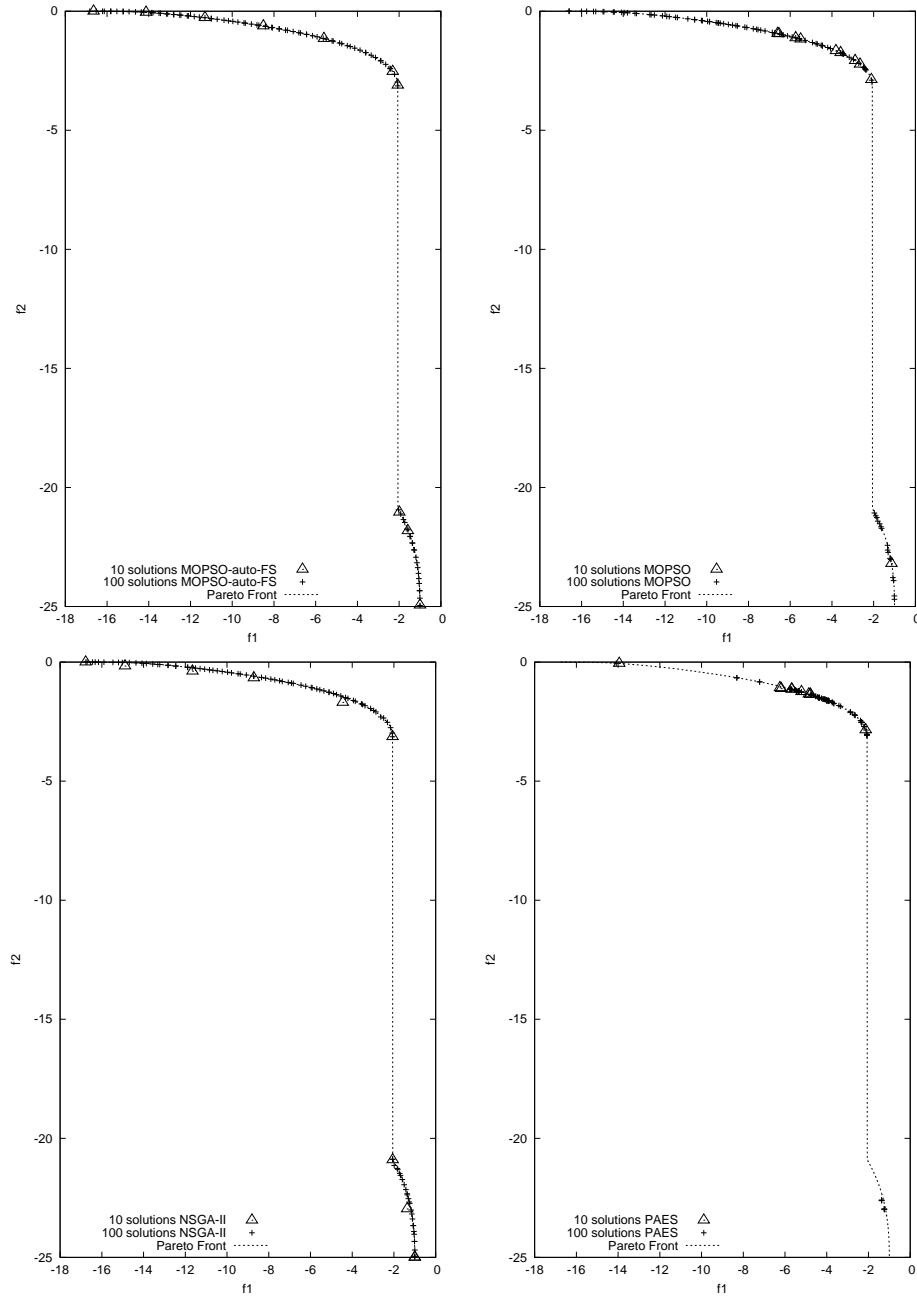 0
-5
-10
-15
-20
-25
-18 -16 -14 -12 -10 -8 -6 -4 -2 0
f2
f1
10 solutions MOPSO-auto-FS
100 solutions MOPSO-auto-FS
Pareto Front
0
-5
-10
-15
-20
-25
-18 -16 -14 -12 -10 -8 -6 -4 -2 0
f2
f1
10 solutions MOPSO
100 solutions MOPSO
Pareto Front
0
-5
-10
-15
-20
-25
-18 -16 -14 -12 -10 -8 -6 -4 -2 0
f2
f1
10 solutions NSGA-II
100 solutions NSGA-II
Pareto Front
0
-5
-10
-15
-20
-25
-18 -16 -14 -12 -10 -8 -6 -4 -2 0
f2
f1
10 solutions PAES
100 solutions PAES
Pareto Front